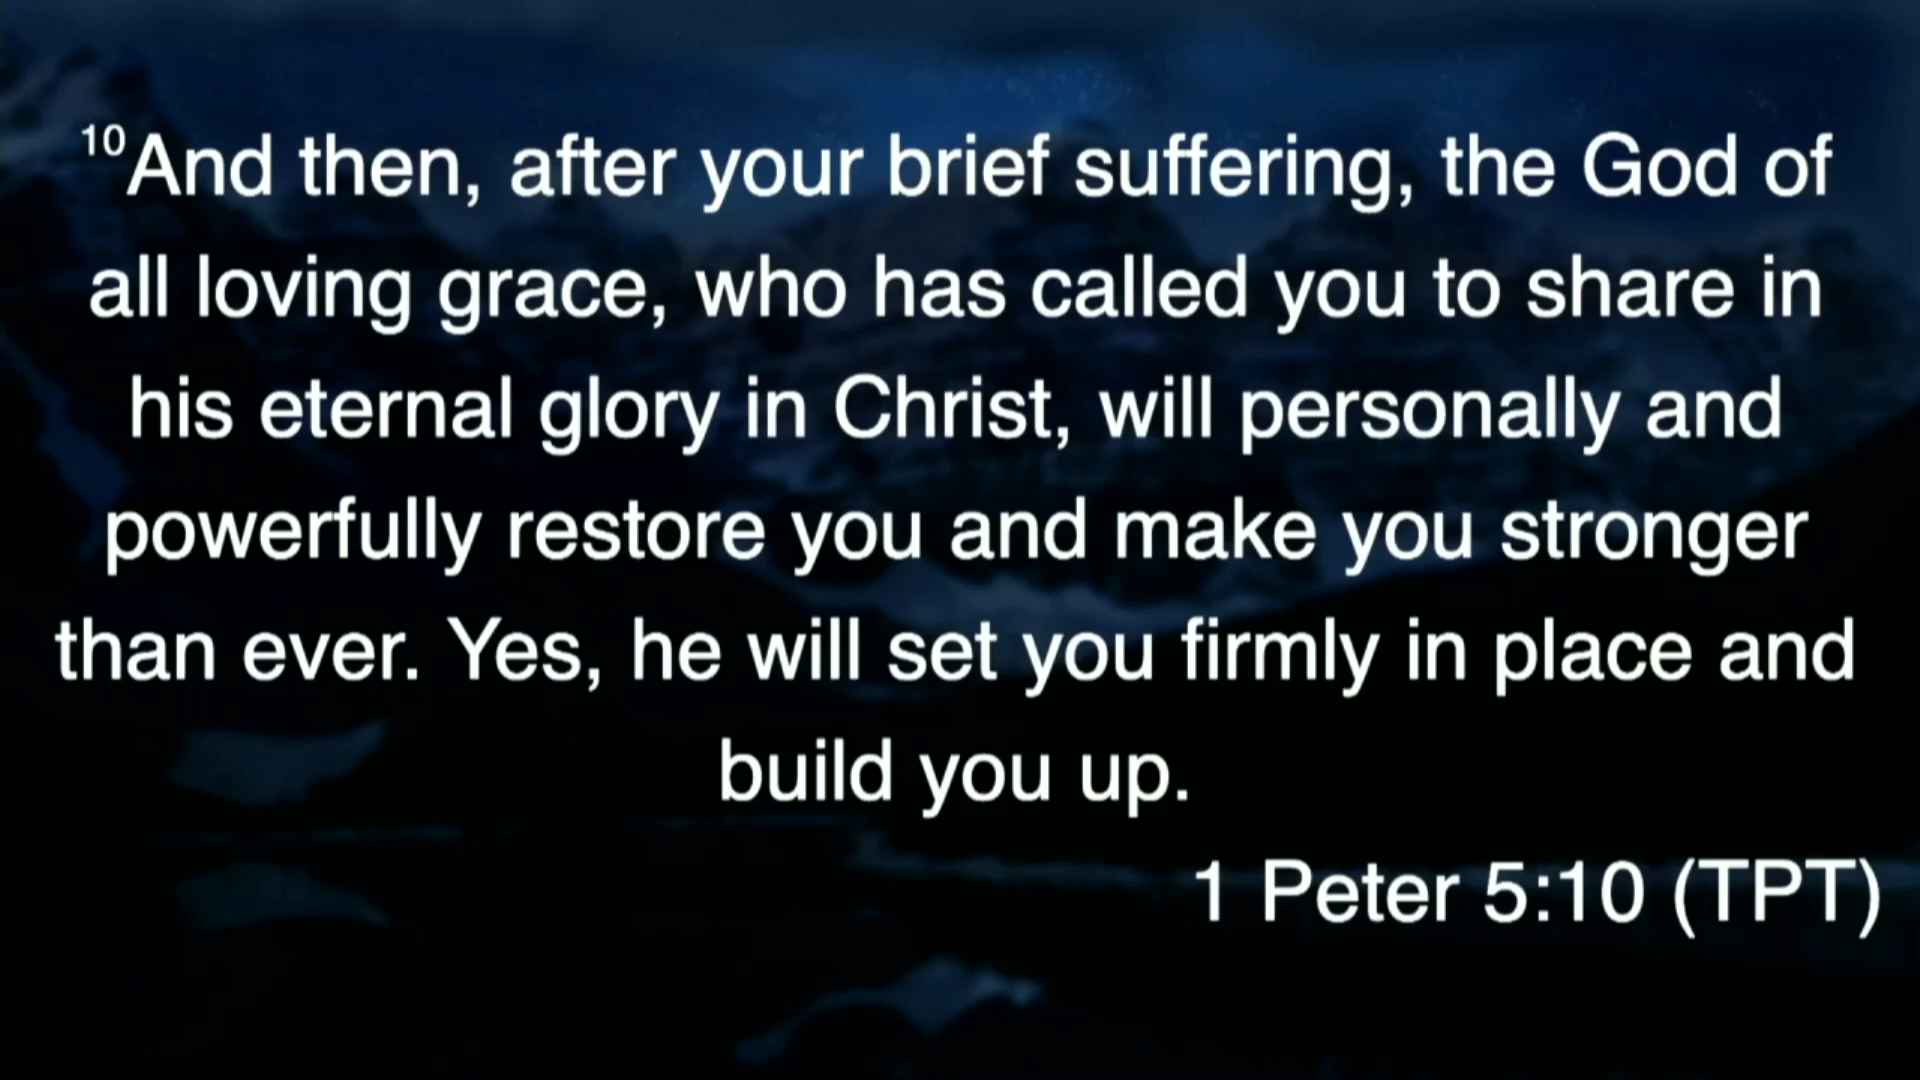 ¹⁰And then, after your brief suffering, the God of
all loving grace, who has called you to share in
his eternal glory in Christ, will personally and
powerfully restore you and make you stronger
than ever. Yes, he will set you firmly in place and
build you up.
1 Peter 5:10 (TPT)